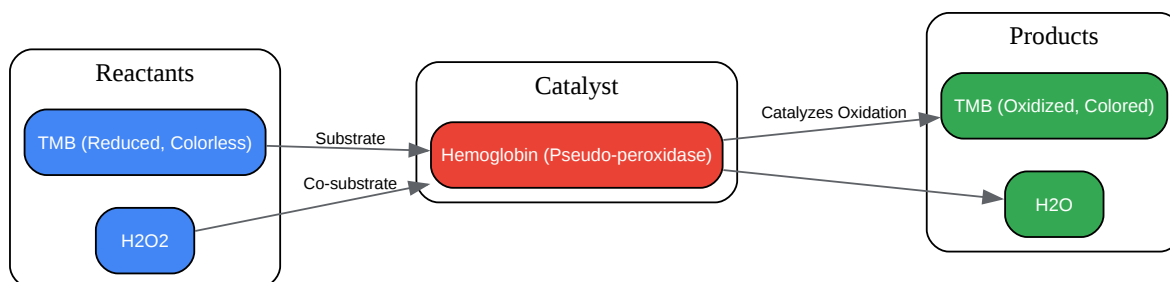 Reactants
TMB (Reduced, Colorless)
H2O2
Substrate
Co-substrate
Catalyst
Hemoglobin (Pseudo-peroxidase)
Catalyzes Oxidation
Products
TMB (Oxidized, Colored)
H2O